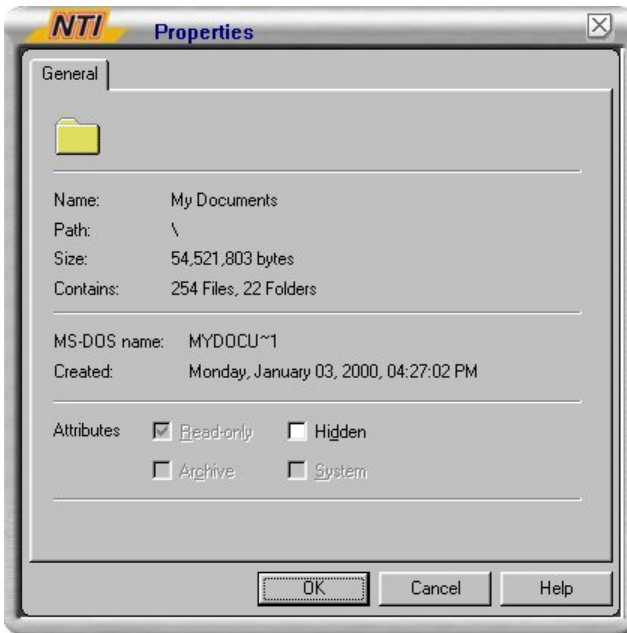 NTI Properties
General
Name: My Documents
Path: \
Size: 54,521,803 bytes
Contains: 254 Files, 22 Folders
MS-DOS name: MYDOCU~1
Created: Monday, January 03, 2000, 04:27:02 PM
Attributes Read-only Hidden
Archive System
OK Cancel Help